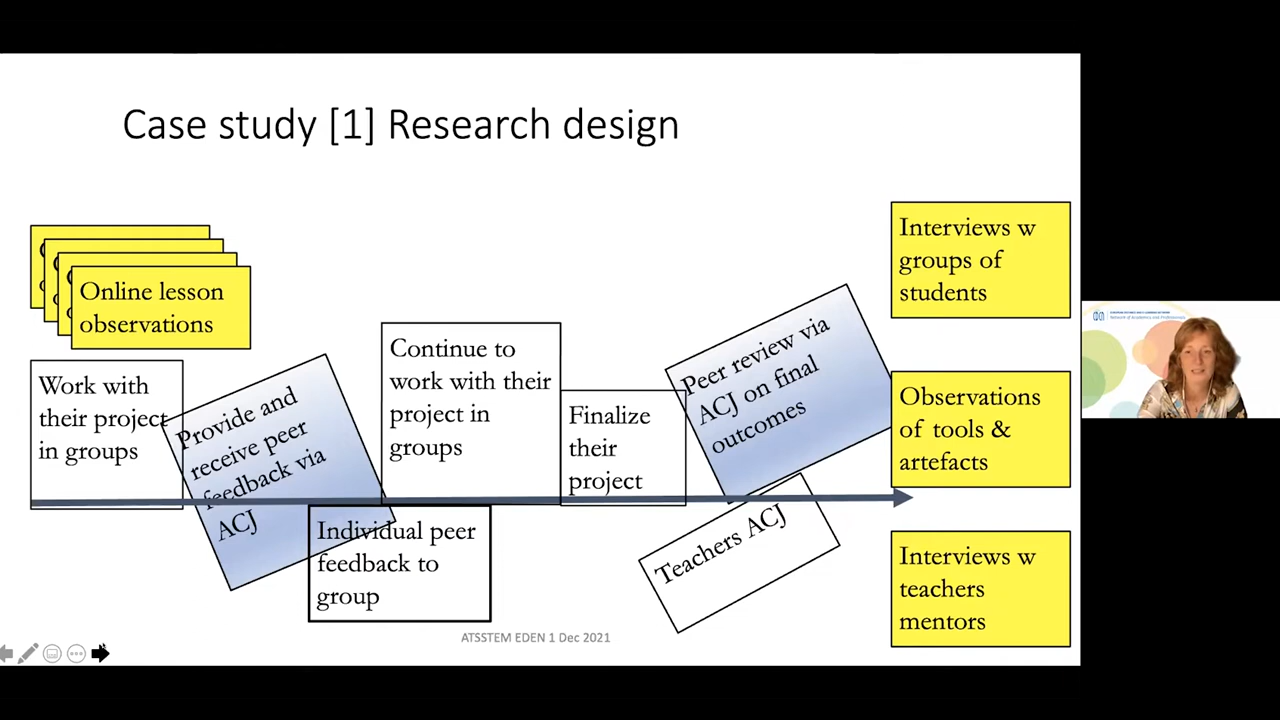 Case study [1] Research design
Online lesson
observations
Work with
their project
in groups
Provide and
receive peer
feedback via
ACJ
Individual peer
feedback to
group
Continue to
work with their
project in
groups
Finalize
their
project
Peer review via
ACJ on final
outcomes
Teachers ACJ
Interviews w
groups of
students
Observations
of tools &
artefacts
Interviews w
teachers
mentors
ATSSTEM EDEN 1 Dec 2021